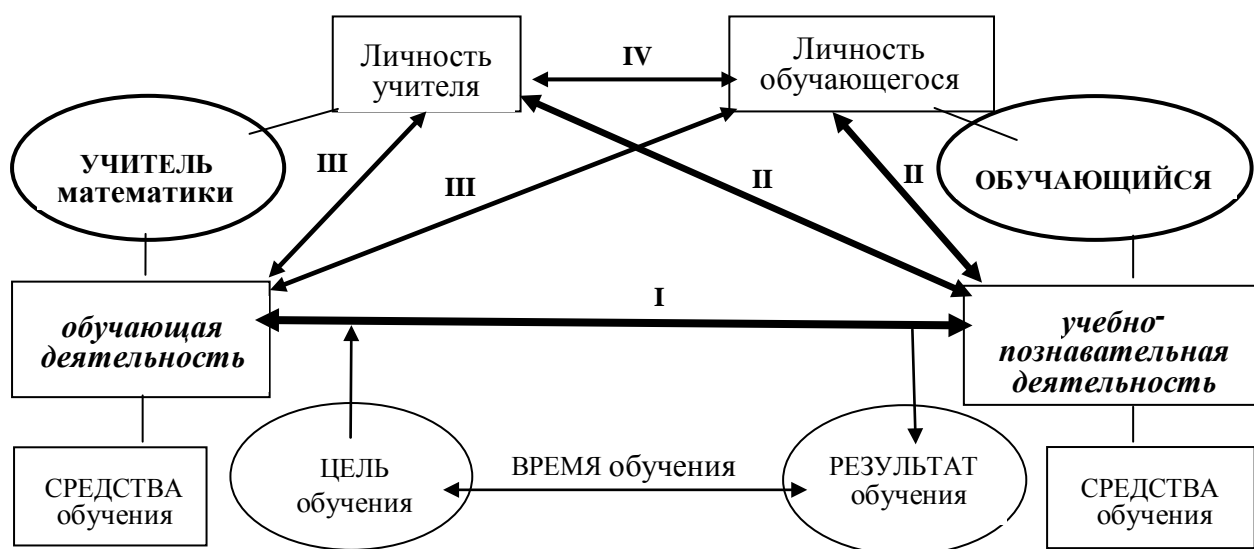 Личность
учителя
IV
Личность
обучающегося
УЧИТЕЛЬ
математики
III
III
II
II
ОБУЧАЮЩИЙСЯ
I
обучающая
деятельность
учебно-
познавательная
деятельность
СРЕДСТВА
обучения
ЦЕЛЬ
обучения
ВРЕМЯ обучения
РЕЗУЛЬТАТ
обучения
СРЕДСТВА
обучения